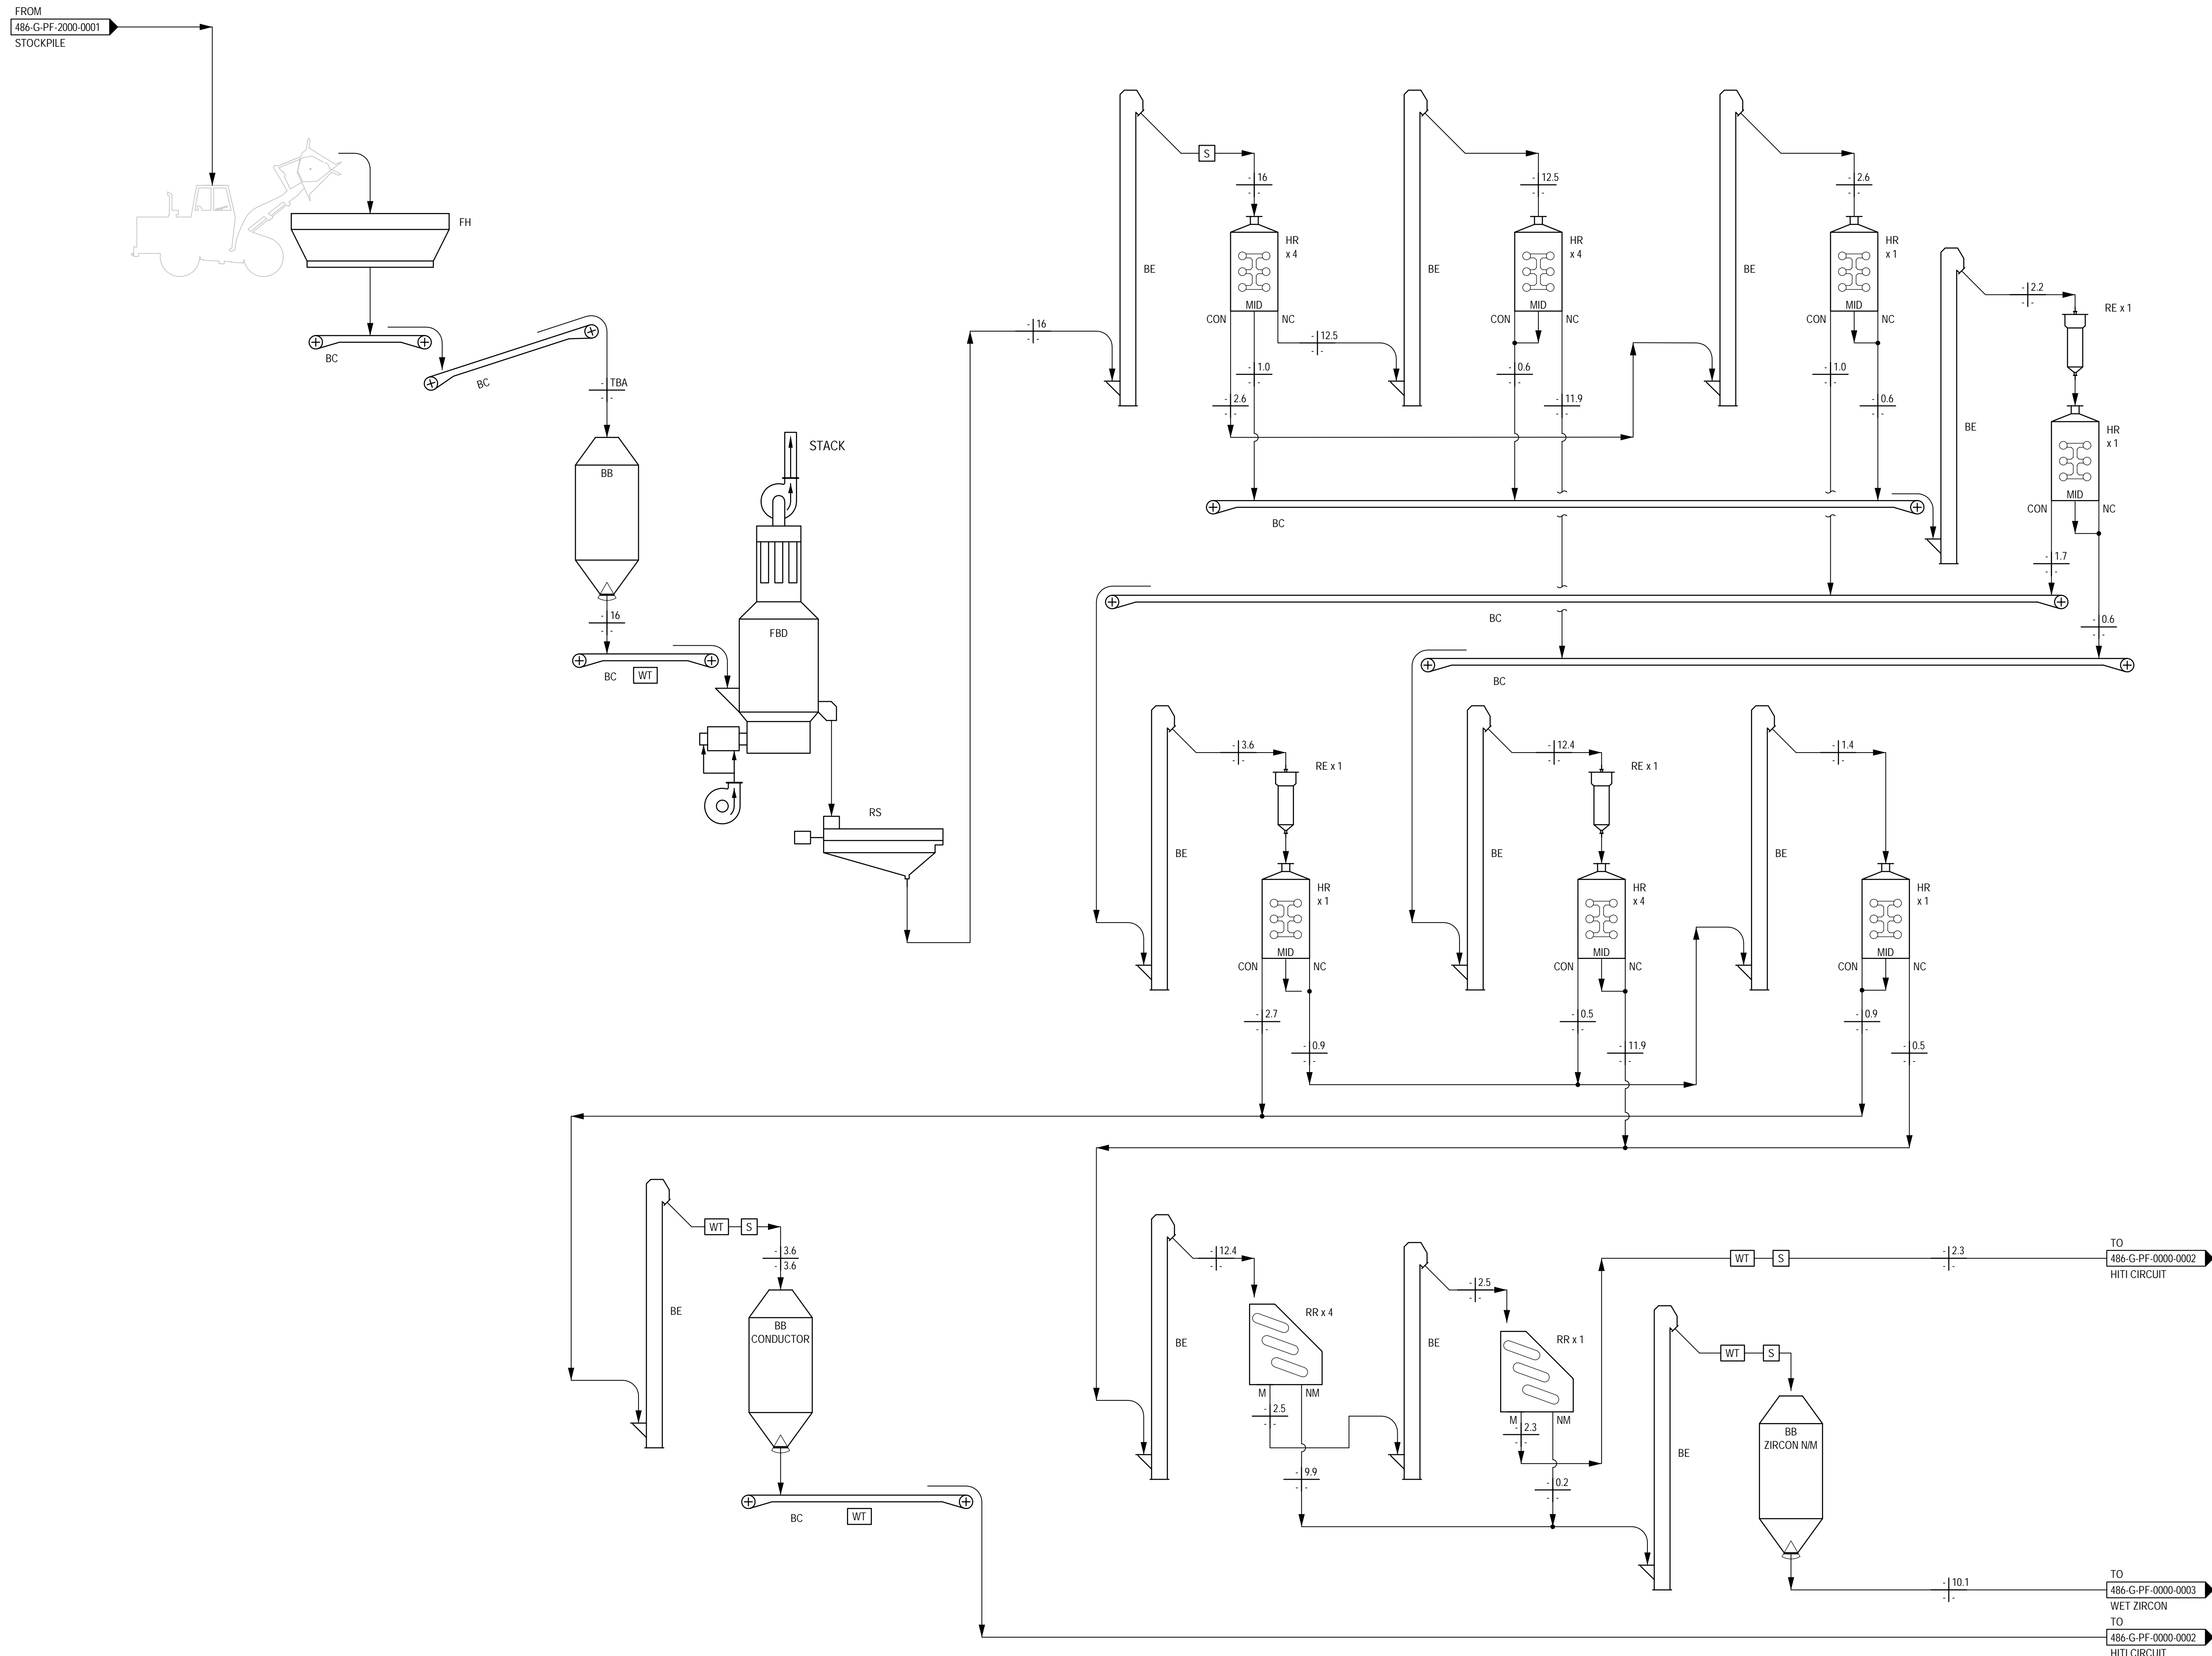 FROM
486-G-PF-2000-0001
STOCKPILE
FH
BC
BC
- TBA
- -
BB
- 16
- -
BC
WT
STACK
FBD
RS
- 16
- -
BE
S
- 16
- -
HR
x 4
MID
CON
NC
- 12.5
- -
- 1.0
- -
- 2.6
- -
BE
- 12.5
- -
HR
x 4
MID
CON
NC
- 0.6
- -
- 11.9
- -
BE
- 2.6
- -
HR
x 1
MID
CON
NC
- 1.0
- -
- 0.6
- -
BC
BE
- 2.2
- -
RE x 1
HR
x 1
MID
CON
NC
- 1.7
- -
- 0.6
- -
BC
BC
BE
- 3.6
- -
RE x 1
HR
x 1
MID
CON
NC
- 2.7
- -
- 0.9
- -
BE
- 12.4
- -
RE x 1
HR
x 4
MID
CON
NC
- 0.5
- -
- 11.9
- -
BE
- 1.4
- -
HR
x 1
MID
CON
NC
- 0.9
- -
- 0.5
- -
BE
WT
S
- 3.6
- 3.6
BB
CONDUCTOR
BC
WT
BE
- 12.4
- -
RR x 4
M
NM
- 2.5
- -
- 9.9
- -
BE
- 2.5
- -
RR x 1
M
NM
- 2.3
- -
- 0.2
- -
WT
S
- 2.3
- -
TO
486-G-PF-0000-0002
HITI CIRCUIT
BE
WT
S
BB
ZIRCON N/M
- 10.1
- -
TO
486-G-PF-0000-0003
WET ZIRCON
TO
486-G-PF-0000-0002
HITI CIRCUIT